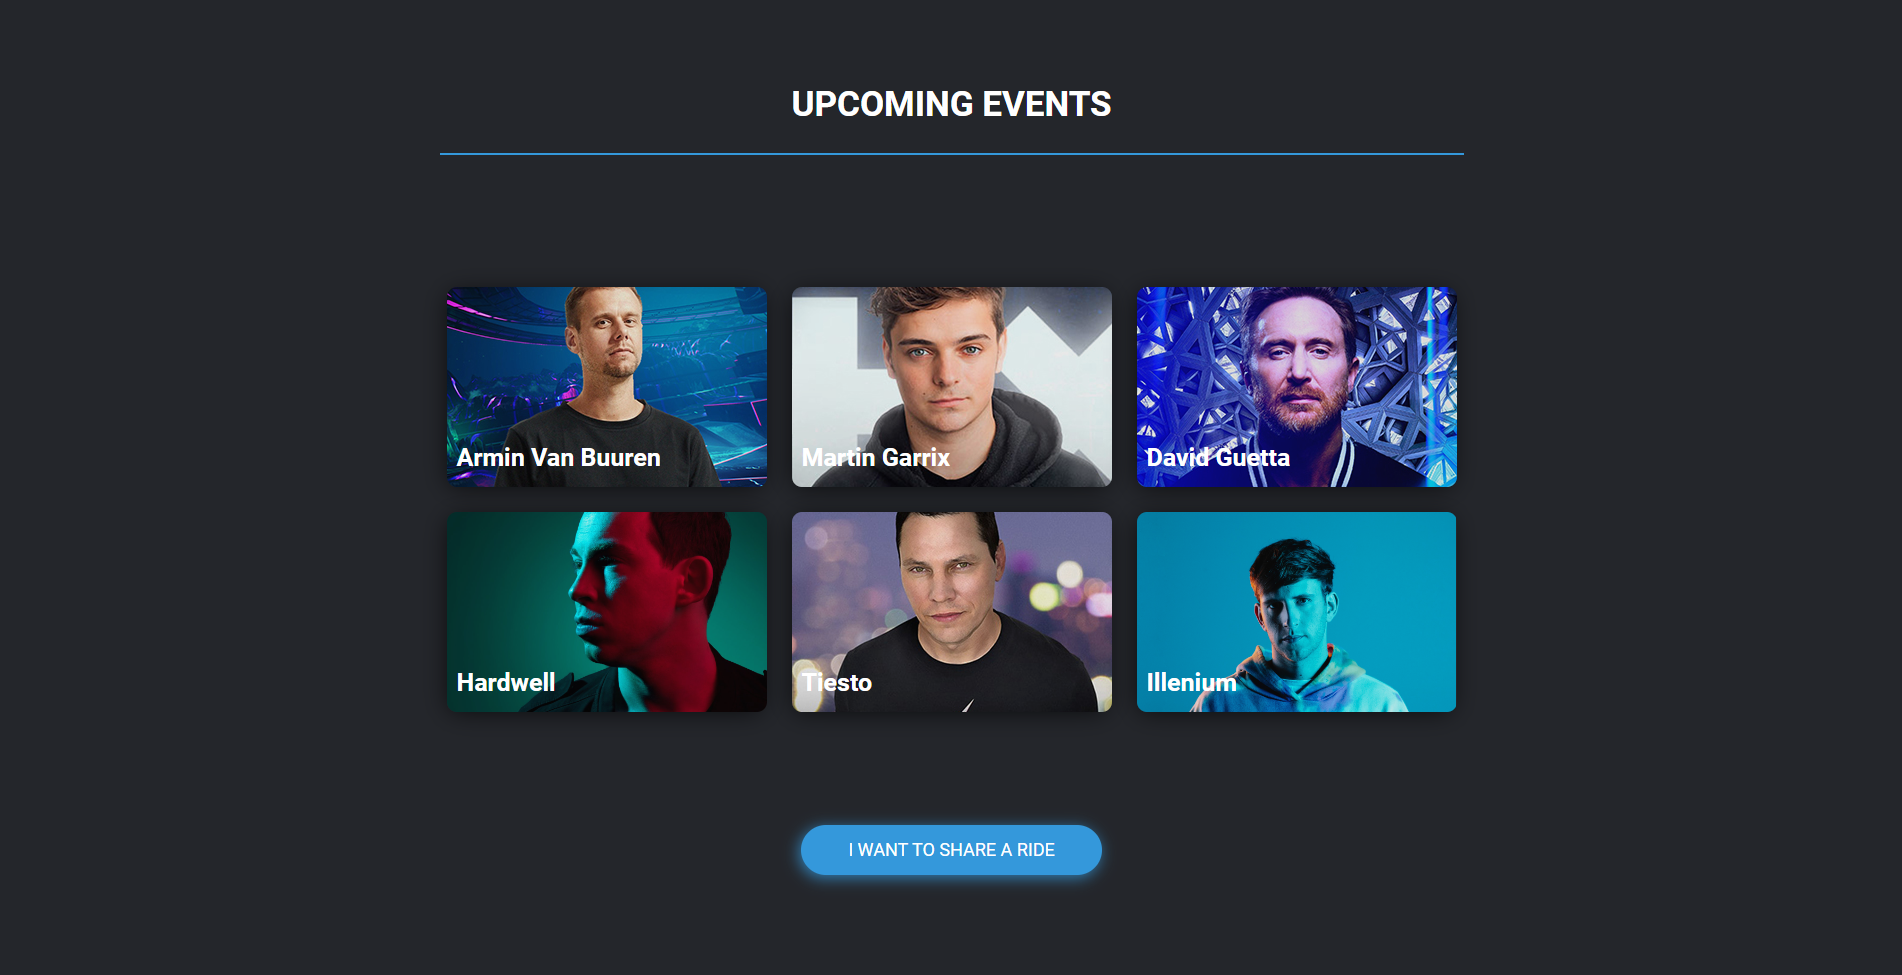 UPCOMING EVENTS
Armin Van Buuren
Martin Garrix
David Guetta
Hardwell
Tiesto
Illenium
I WANT TO SHARE A RIDE